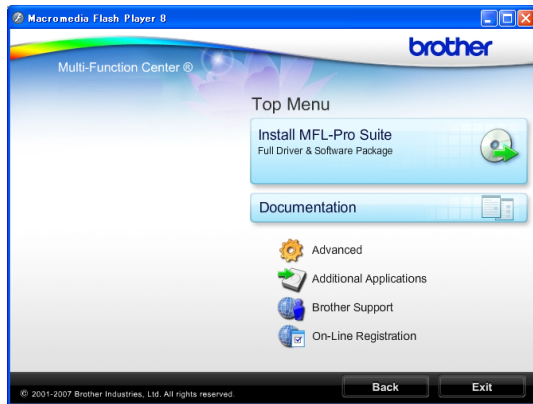 Macromedia Flash Player 8
brother
Multi-Function Center ®
Top Menu
Install MFL-Pro Suite
Full Driver & Software Package
Documentation
Advanced
Additional Applications
Brother Support
On-Line Registration
Back
Exit
© 2001-2007 Brother Industries, Ltd. All rights reserved.